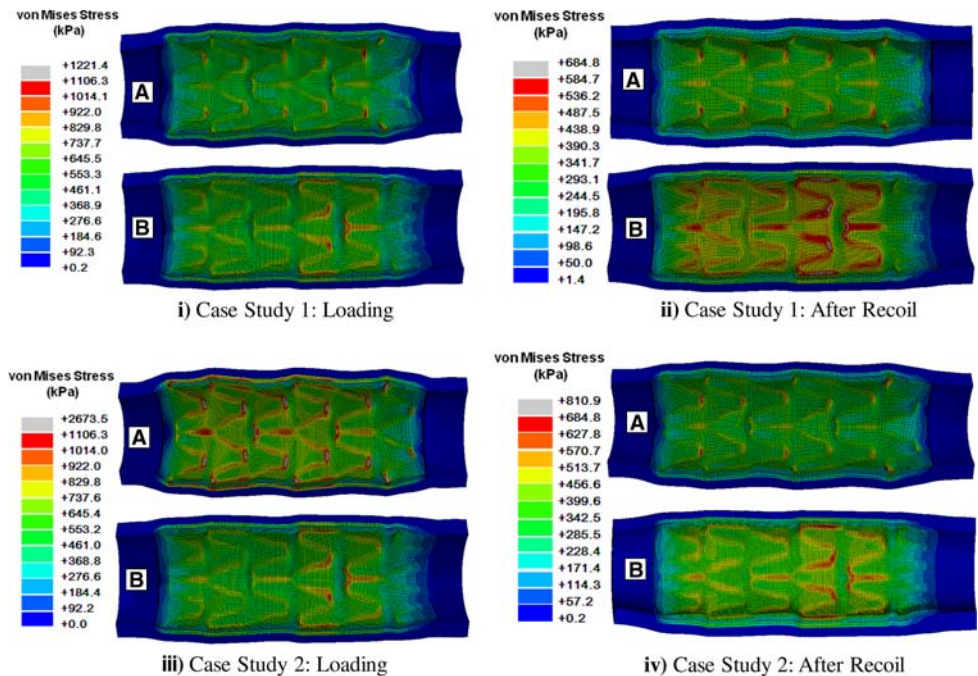 von Mises Stress
(kPa)
+1221.4
+1106.3
+1014.1
+922.0
+829.8
+737.7
+645.5
+553.3
+461.1
+368.9
+276.6
+184.6
+92.3
+0.2
A
B
i) Case Study 1: Loading
von Mises Stress
(kPa)
+684.8
+584.7
+536.2
+487.5
+438.9
+390.3
+341.7
+293.1
+244.5
+195.8
+147.2
+98.6
+50.0
+1.4
A
B
ii) Case Study 1: After Recoil
von Mises Stress
(kPa)
+2673.5
+1106.3
+1014.0
+922.0
+829.8
+737.6
+645.4
+553.2
+461.0
+368.8
+276.6
+184.4
+92.2
+0.0
A
B
iii) Case Study 2: Loading
von Mises Stress
(kPa)
+810.9
+684.8
+627.8
+570.7
+513.7
+456.6
+399.6
+342.5
+285.5
+228.4
+171.4
+114.3
+57.2
+0.2
A
B
iv) Case Study 2: After Recoil